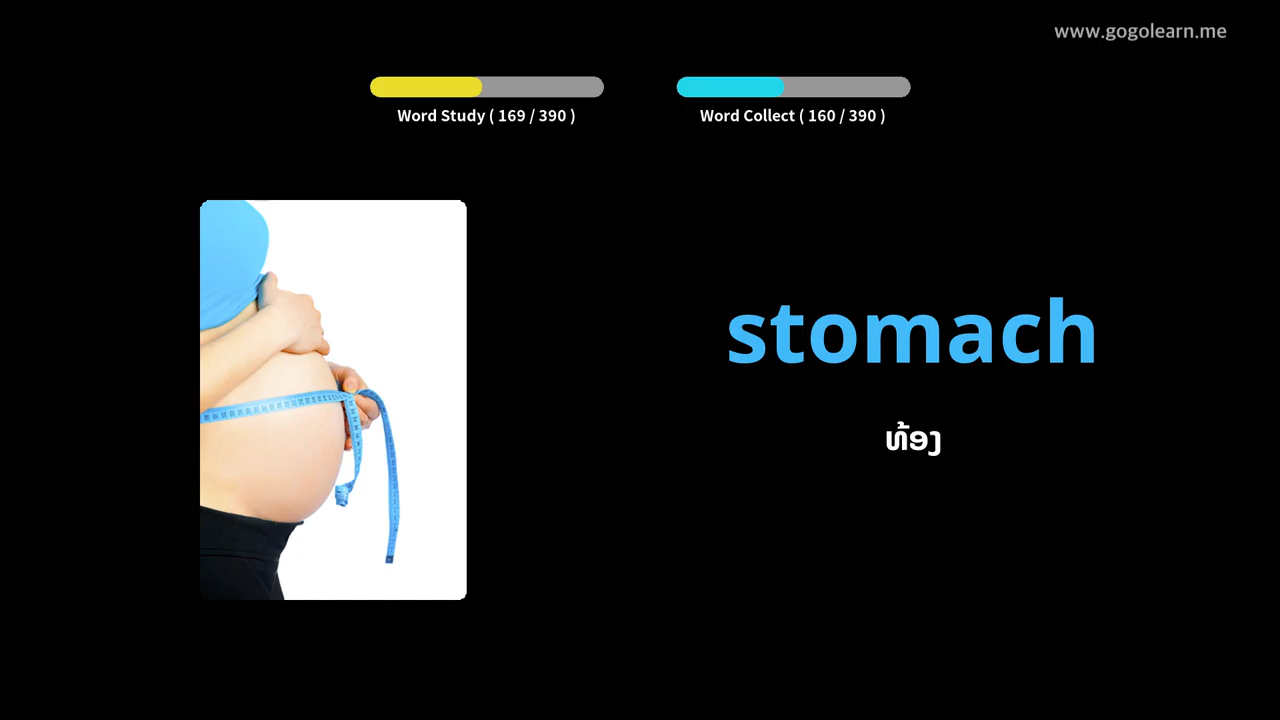 www.gogolearn.me
Word Study ( 169 / 390 )
Word Collect ( 160 / 390 )
stomach
ທ້ອງ